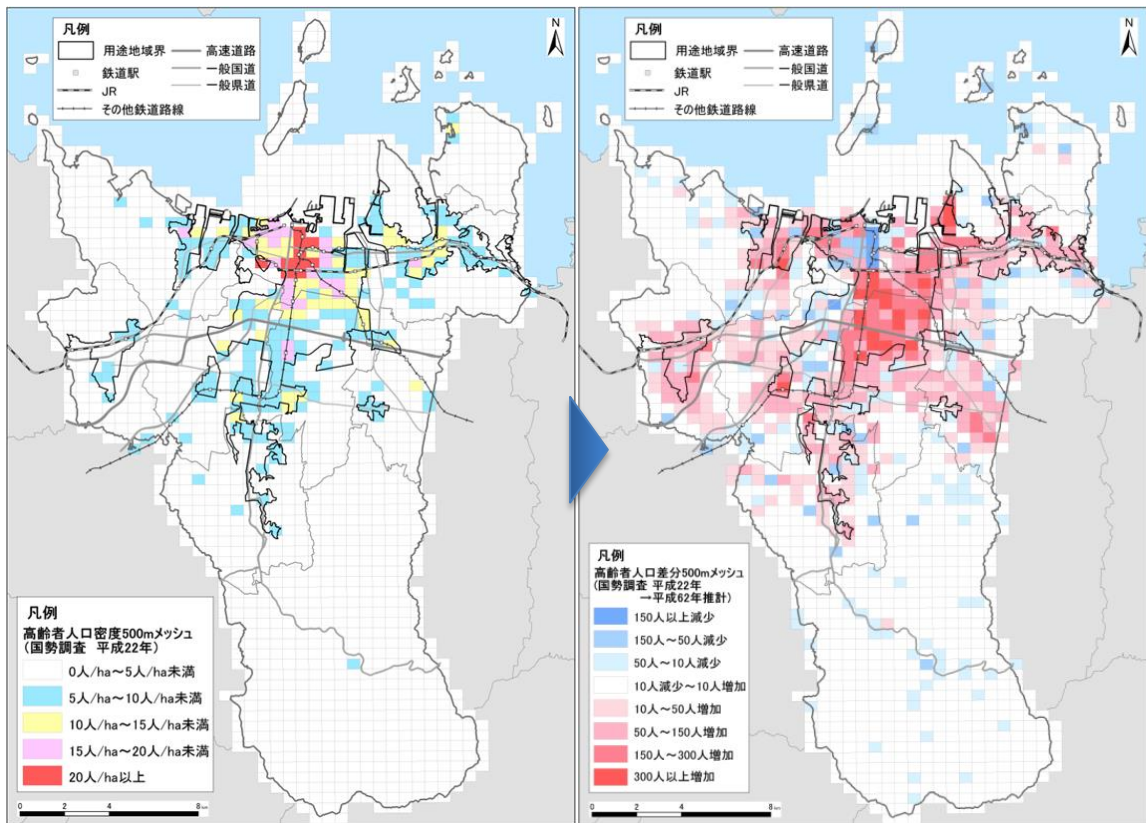 凡例
用途地域界
高速道路
鉄道駅
一般国道
JR
一般県道
その他鉄道路線
N
凡例
高齢者人口密度500mメッシュ
(国勢調査 平成22年)
0人/ha~5人/ha未満
5人/ha~10人/ha未満
10人/ha~15人/ha未満
15人/ha~20人/ha未満
20人/ha以上
0 2 4 8 km
凡例
用途地域界
高速道路
鉄道駅
一般国道
JR
一般県道
その他鉄道路線
N
凡例
高齢者人口差分500mメッシュ
(国勢調査 平成22年
→平成62年推計)
150人以上減少
150人~50人減少
50人~10人減少
10人減少~10人増加
10人~50人増加
50人~150人増加
150人~300人増加
300人以上増加
0 2 4 8 km